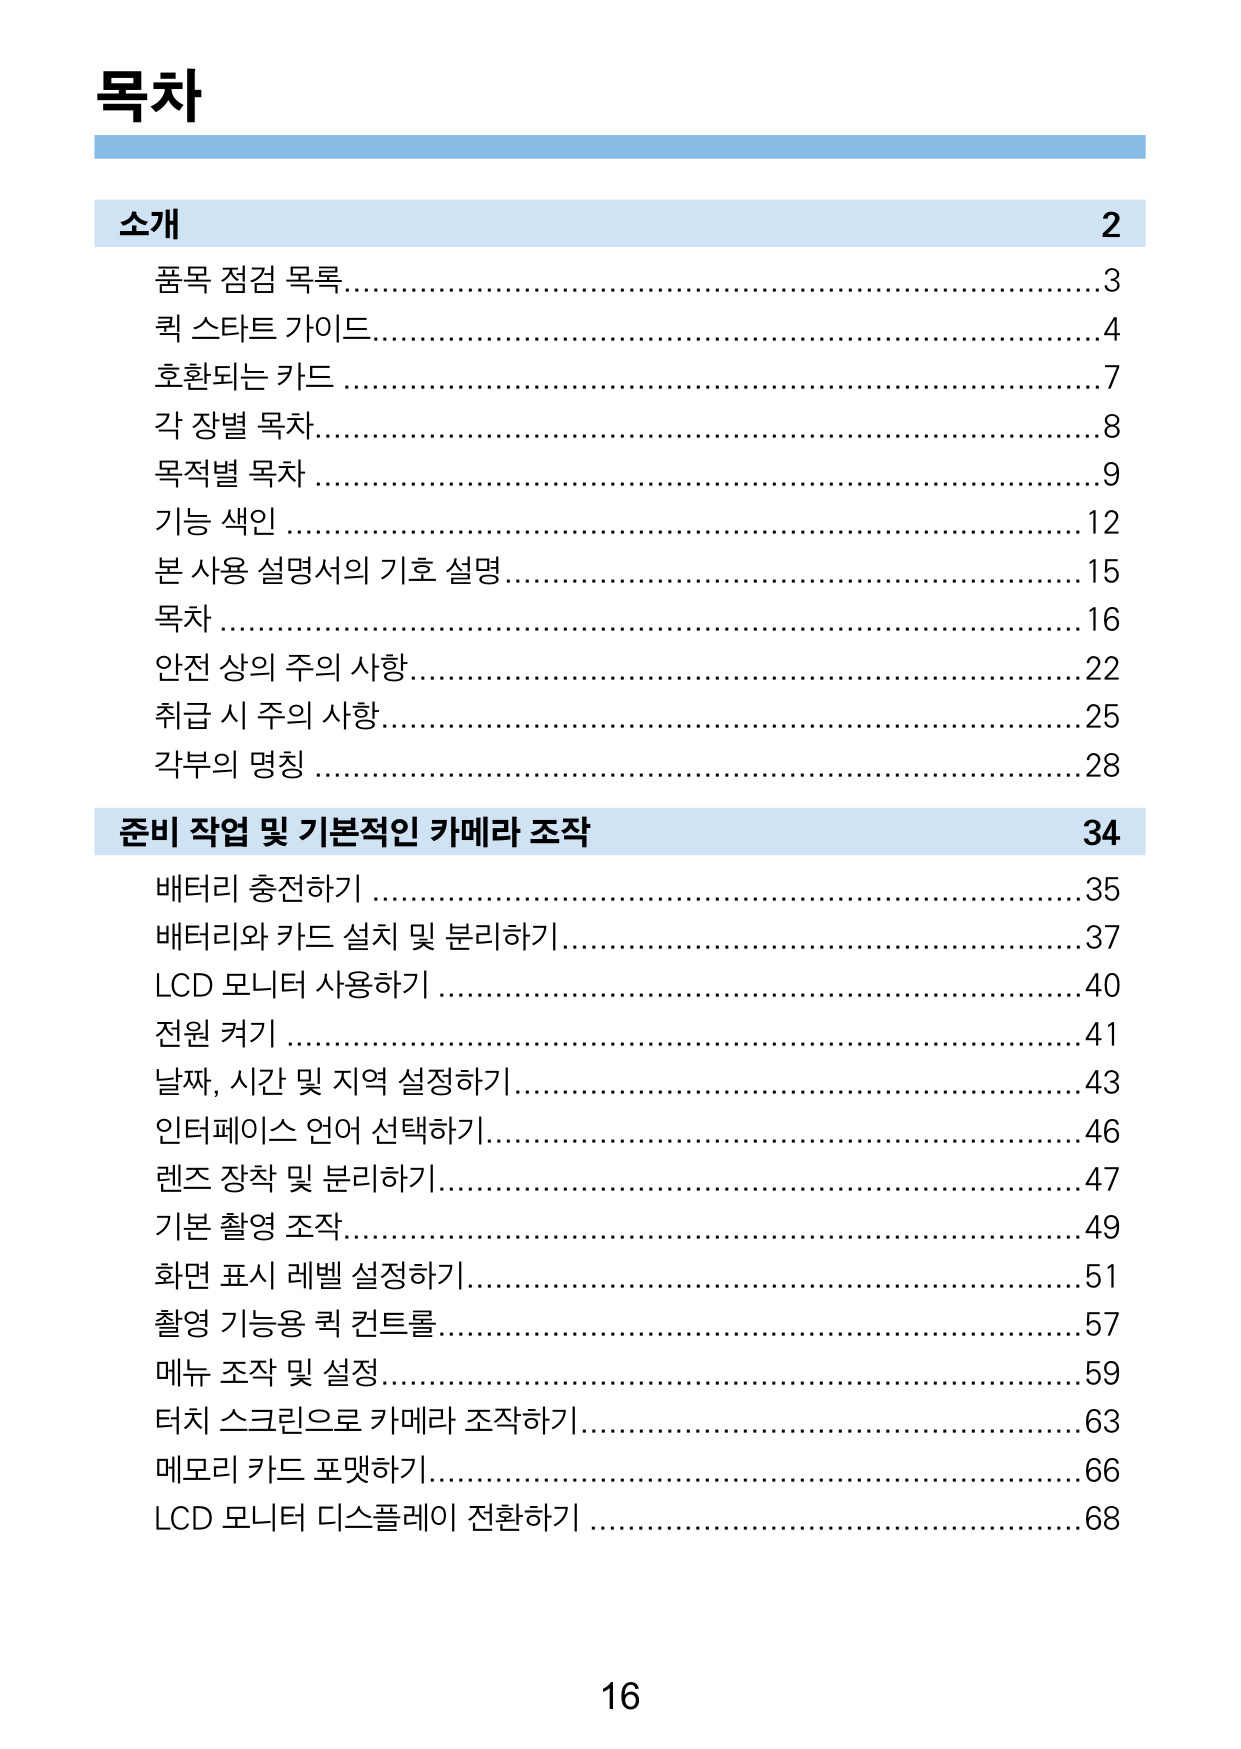 목차
소개 2
품목 점검 목록................................................................................3
퀵 스타트 가이드.............................................................................4
호환되는 카드 ................................................................................7
각 장별 목차...................................................................................8
목적별 목차 ...................................................................................9
기능 색인 ....................................................................................12
본 사용 설명서의 기호 설명.............................................................15
목차 ...........................................................................................16
안전 상의 주의 사항.......................................................................22
취급 시 주의 사항..........................................................................25
각부의 명칭 .................................................................................28
준비 작업 및 기본적인 카메라 조작 34
배터리 충전하기 ...........................................................................35
배터리와 카드 설치 및 분리하기.......................................................37
LCD 모니터 사용하기 ....................................................................40
전원 켜기 ....................................................................................41
날짜, 시간 및 지역 설정하기............................................................43
인터페이스 언어 선택하기...............................................................46
렌즈 장착 및 분리하기....................................................................47
기본 촬영 조작..............................................................................49
화면 표시 레벨 설정하기.................................................................51
촬영 기능용 퀵 컨트롤....................................................................57
메뉴 조작 및 설정..........................................................................59
터치 스크린으로 카메라 조작하기.....................................................63
메모리 카드 포맷하기.....................................................................66
LCD 모니터 디스플레이 전환하기 ....................................................68
16